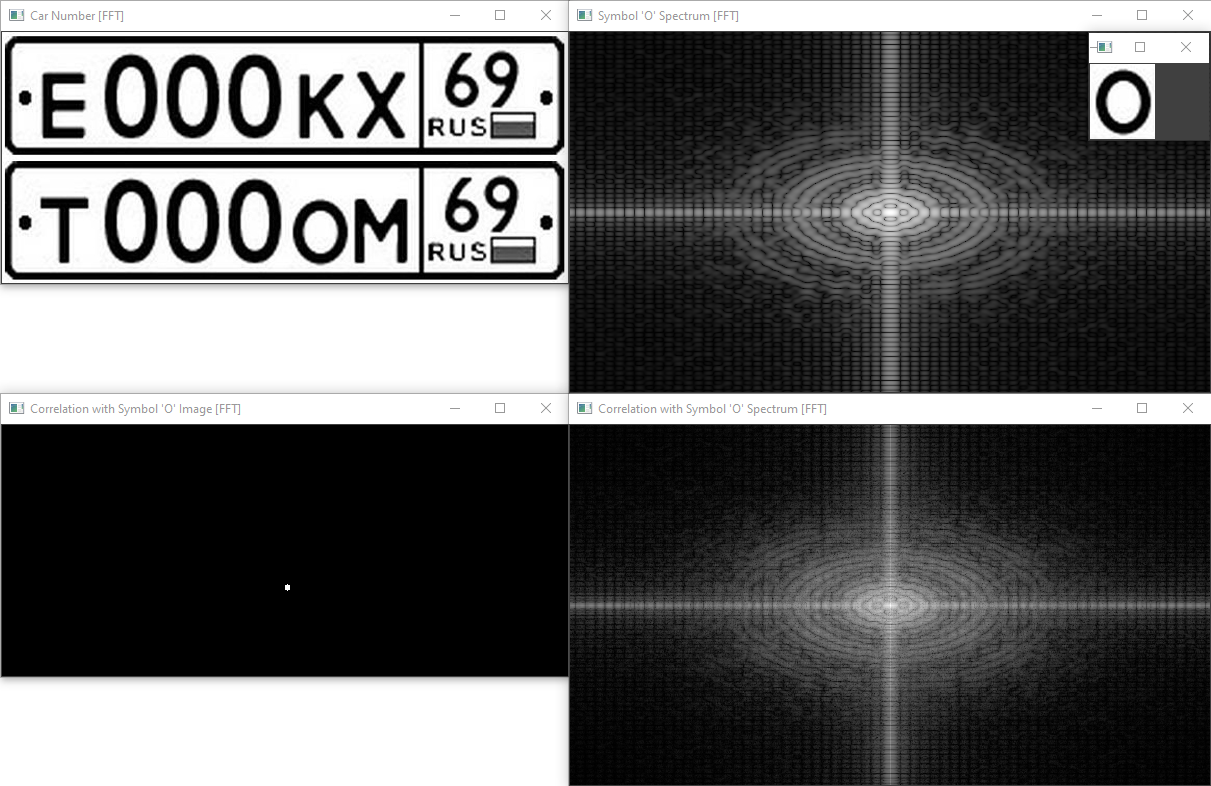 Car Number [FFT]
E000KX 69
RUS
T000OM 69
RUS
Symbol 'O' Spectrum [FFT]
O
Correlation with Symbol 'O' Image [FFT]
Correlation with Symbol 'O' Spectrum [FFT]